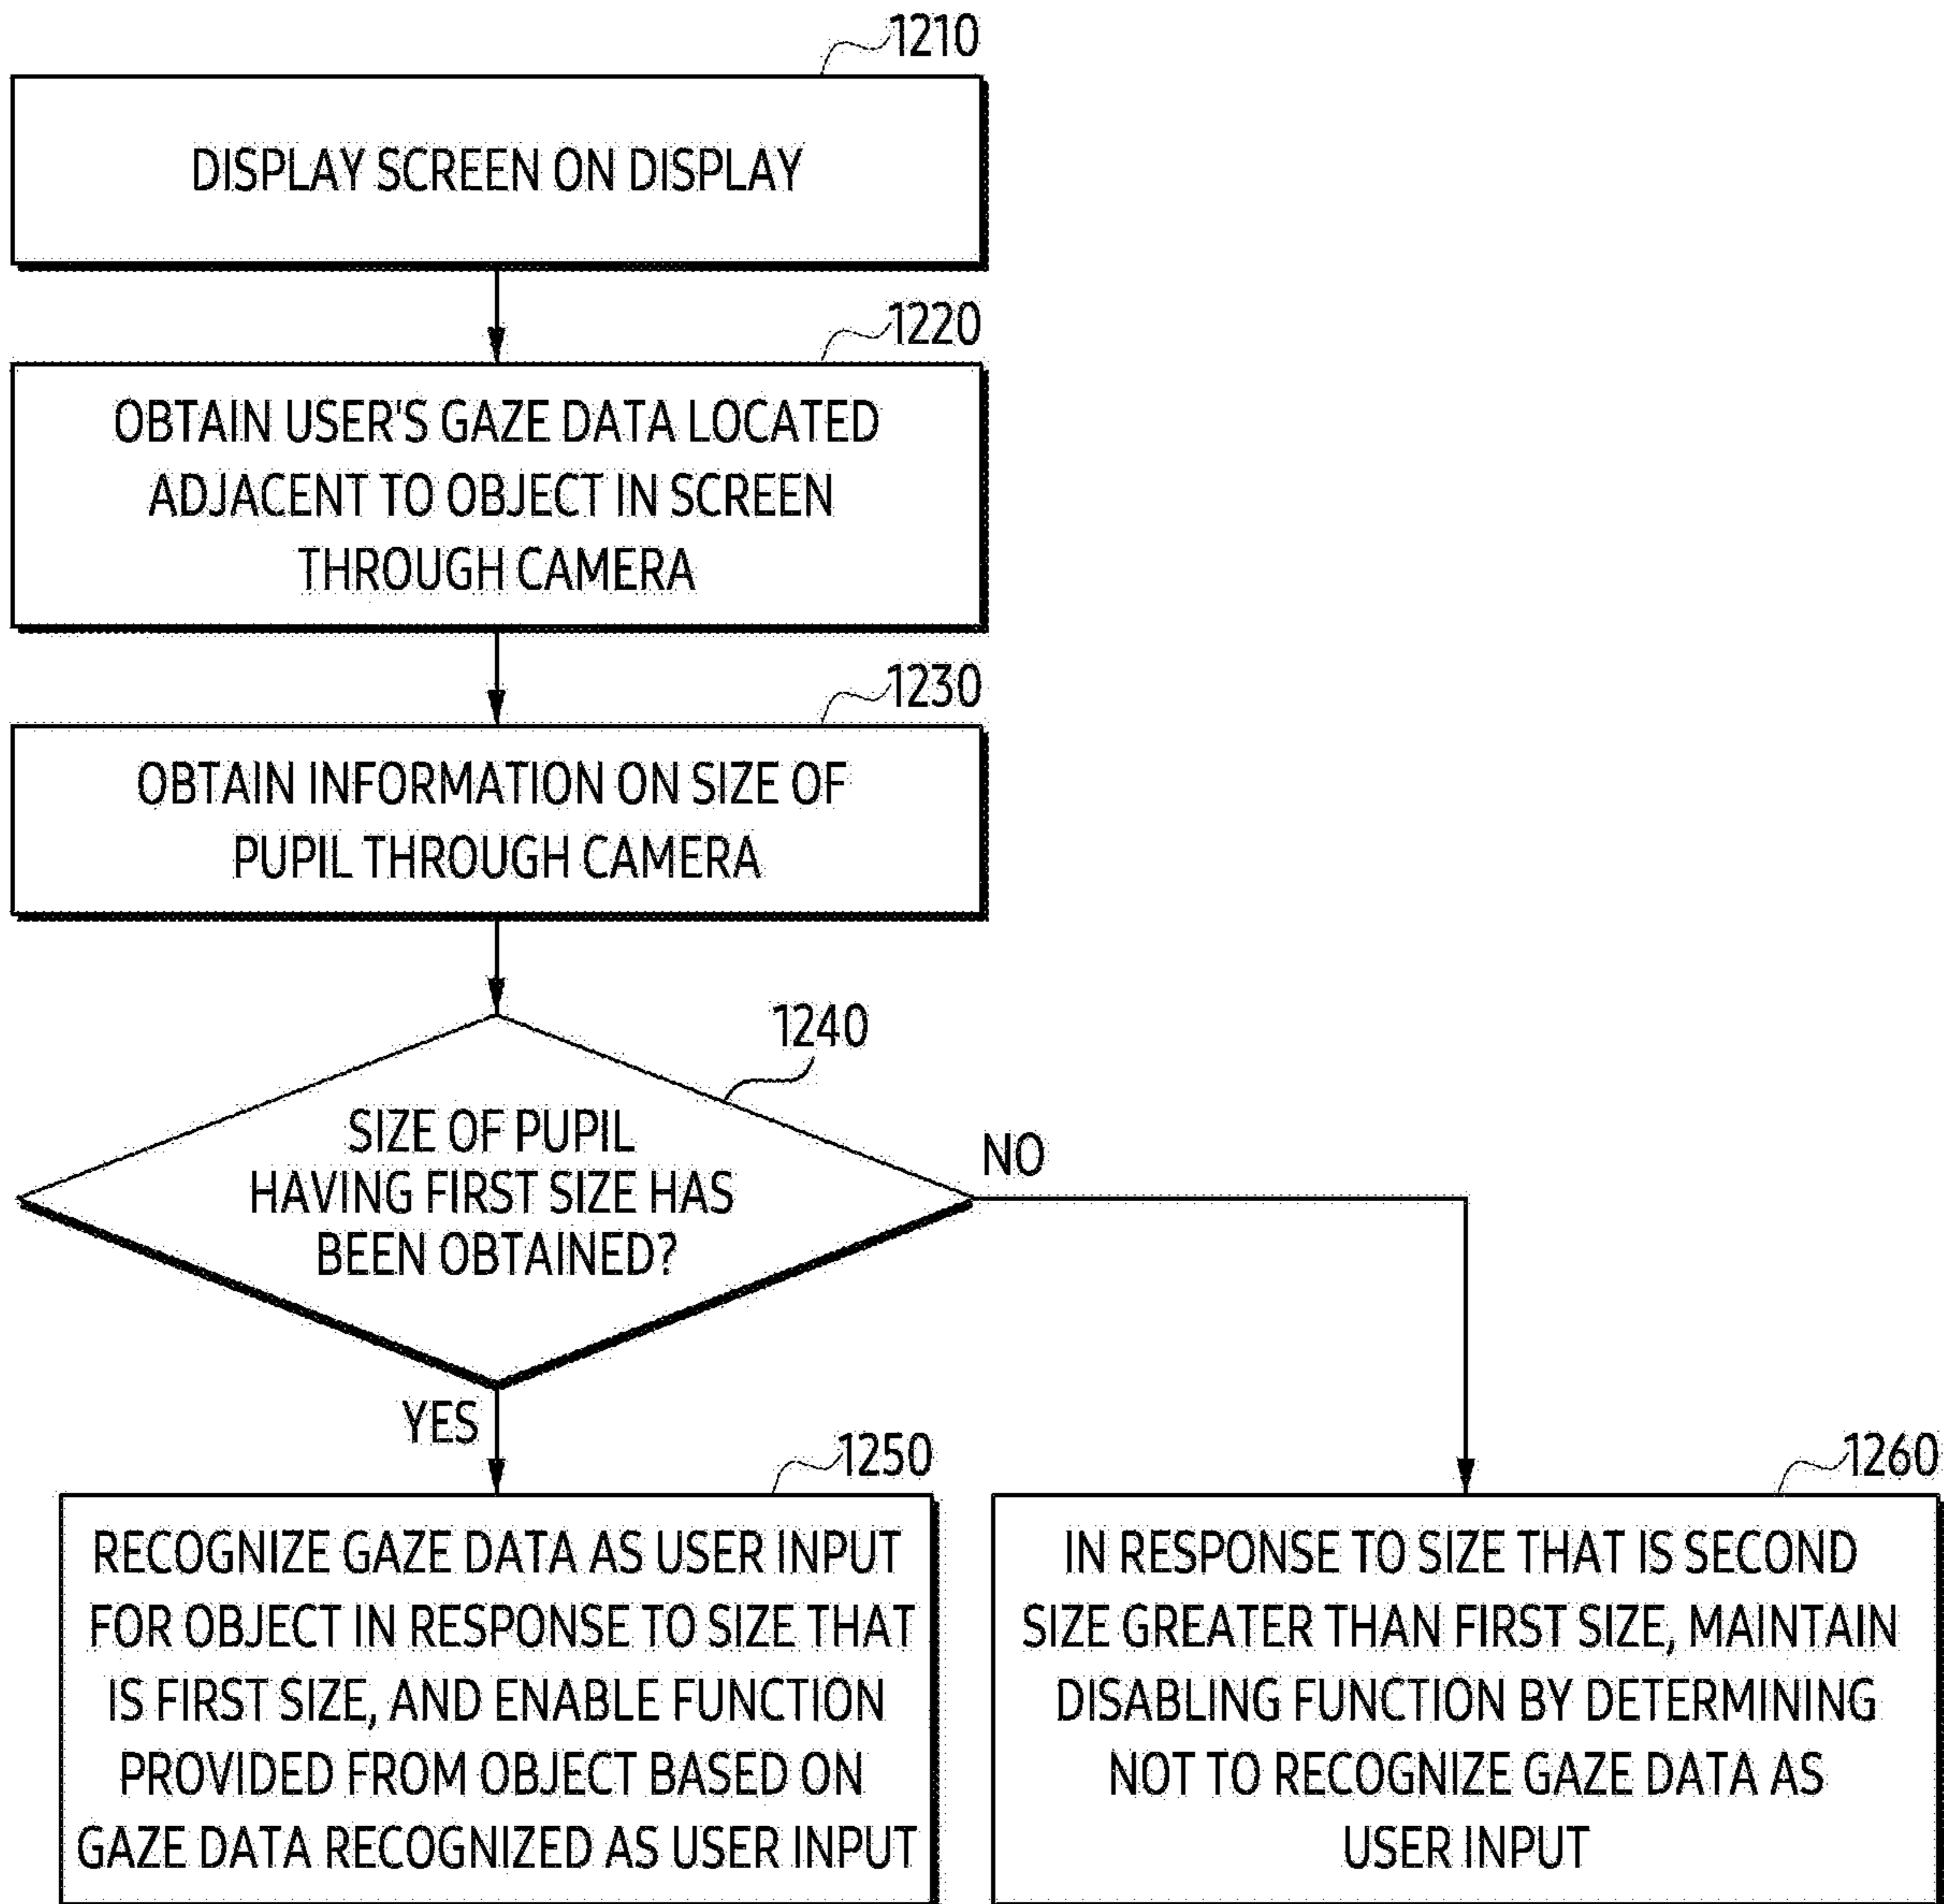 1210
DISPLAY SCREEN ON DISPLAY
1220
OBTAIN USER'S GAZE DATA LOCATED
ADJACENT TO OBJECT IN SCREEN
THROUGH CAMERA
1230
OBTAIN INFORMATION ON SIZE OF
PUPIL THROUGH CAMERA
1240
SIZE OF PUPIL
HAVING FIRST SIZE HAS
BEEN OBTAINED?
NO
YES
1250
RECOGNIZE GAZE DATA AS USER INPUT
FOR OBJECT IN RESPONSE TO SIZE THAT
IS FIRST SIZE, AND ENABLE FUNCTION
PROVIDED FROM OBJECT BASED ON
GAZE DATA RECOGNIZED AS USER INPUT
1260
IN RESPONSE TO SIZE THAT IS SECOND
SIZE GREATER THAN FIRST SIZE, MAINTAIN
DISABLING FUNCTION BY DETERMINING
NOT TO RECOGNIZE GAZE DATA AS
USER INPUT